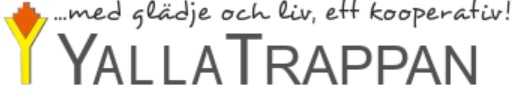 ...med glädje och liv, ett kooperativ!
YALLATRAPPAN